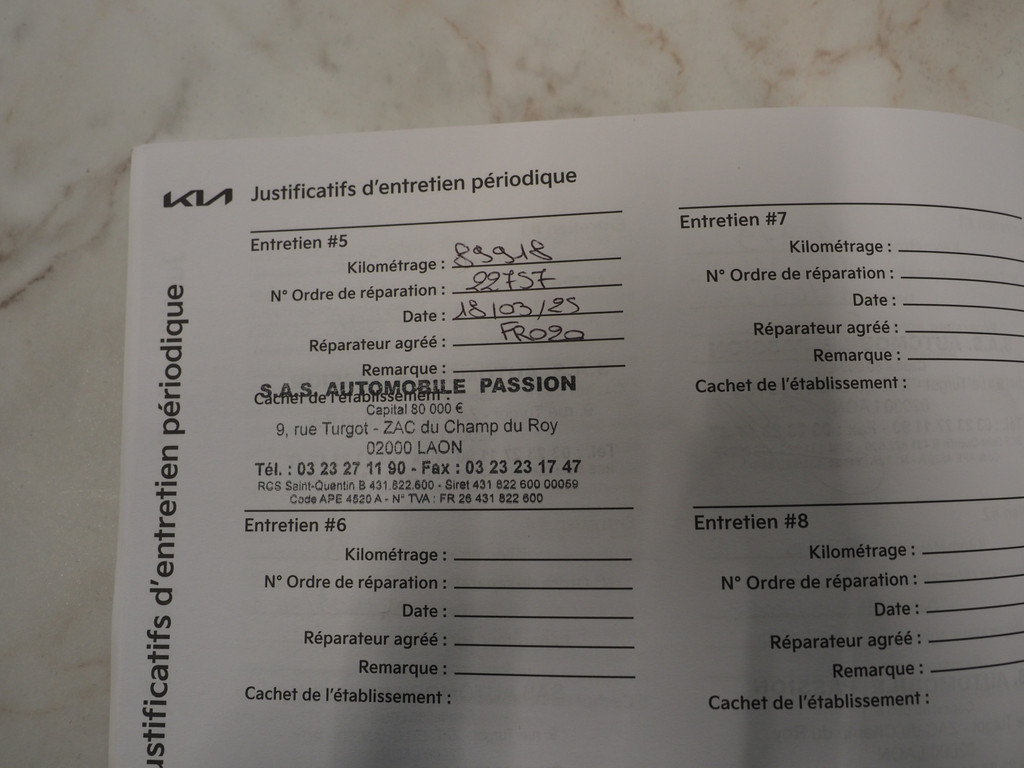 KIA Justificatifs d'entretien périodique
Entretien #5
Kilométrage : 89918
N° Ordre de réparation : 22757
Date : 18/03/25
Réparateur agréé : FR020
Remarque :
Cachet de l'établissement :
S.A.S. AUTOMOBILE PASSION
Capital 80 000 €
9, rue Turgot - ZAC du Champ du Roy
02000 LAON
Tél. : 03 23 27 11 90 - Fax : 03 23 23 17 47
RCS Saint-Quentin B 431.822.600 - Siret 431 822 600 00059
Code APE 4520 A - N° TVA : FR 26 431 822 600
Entretien #6
Kilométrage :
N° Ordre de réparation :
Date :
Réparateur agréé :
Remarque :
Cachet de l'établissement :
Entretien #7
Kilométrage :
N° Ordre de réparation :
Date :
Réparateur agréé :
Remarque :
Cachet de l'établissement :
Entretien #8
Kilométrage :
N° Ordre de réparation :
Date :
Réparateur agréé :
Remarque :
Cachet de l'établissement :
ustificatifs d'entretien périodique